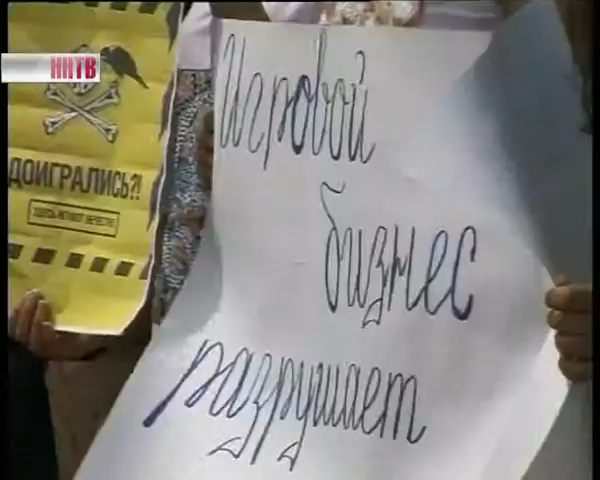 ННТВ
ДОИГРАЛИСЬ?!
Игровой
бизнес
разрушает